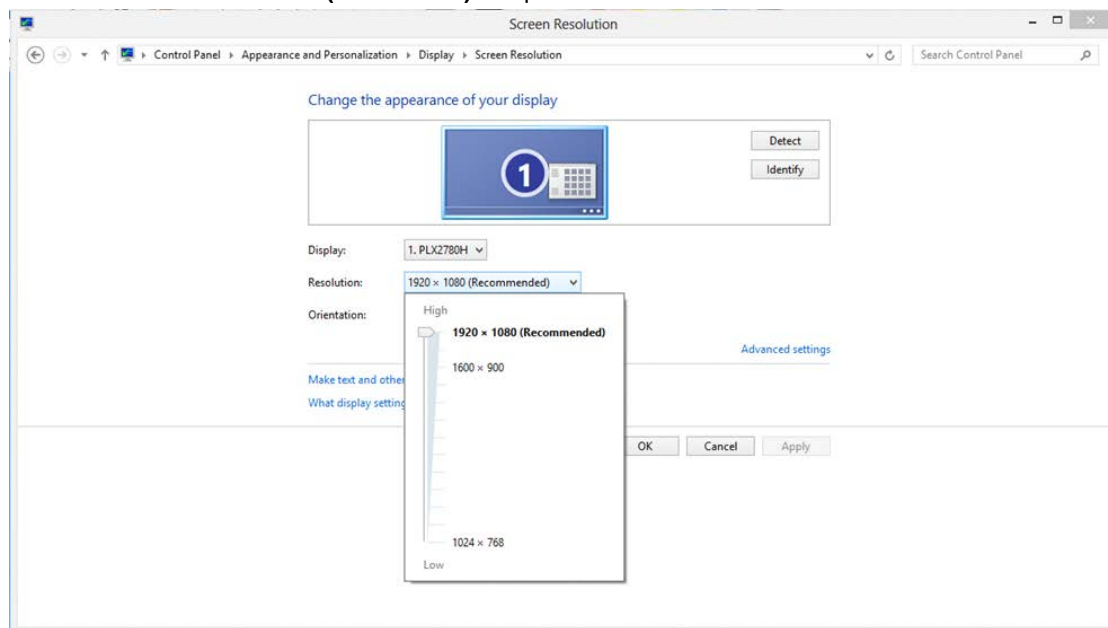 Screen Resolution
Control Panel Appearance and Personalization Display Screen Resolution
Search Control Panel
Change the appearance of your display
1
Detect
Identify
Display: 1. PLX2780H
Resolution: 1920 × 1080 (Recommended)
Orientation:
High
1920 × 1080 (Recommended)
1600 × 900
1024 × 768
Low
Advanced settings
Make text and other
What display setting
OK Cancel Apply